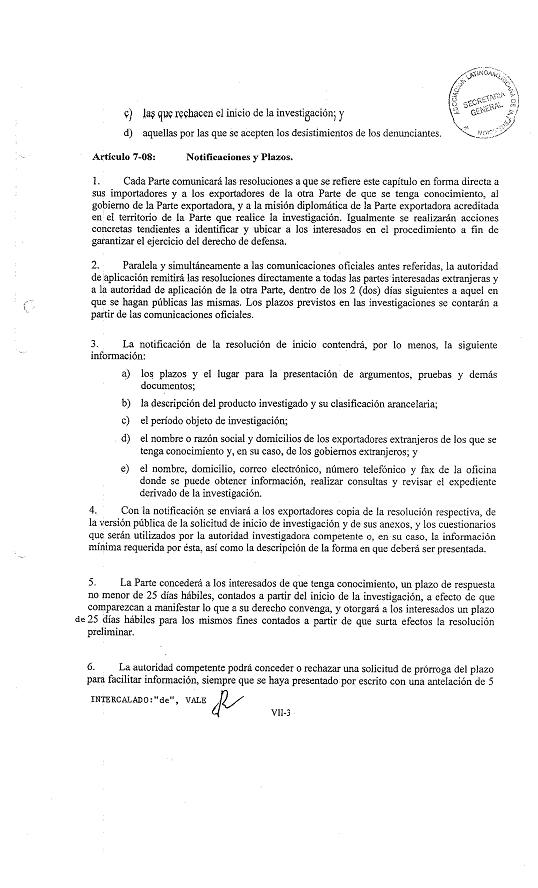 ASOCIACION LATINOAMERICANA DE
SECRETARIA
GENERAL
c) las que rechacen el inicio de la investigación; y
d) aquellas por las que se acepten los desistimientos de los denunciantes.
Artículo 7-08: Notificaciones y Plazos.
1. Cada Parte comunicará las resoluciones a que se refiere este capítulo en forma directa a
sus importadores y a los exportadores de la otra Parte de que se tenga conocimiento, al
gobierno de la Parte exportadora, y a la misión diplomática de la Parte exportadora acreditada
en el territorio de la Parte que realice la investigación. Igualmente se realizarán acciones
concretas tendientes a identificar y ubicar a los interesados en el procedimiento a fin de
garantizar el ejercicio del derecho de defensa.
2. Paralela y simultáneamente a las comunicaciones oficiales antes referidas, la autoridad
de aplicación remitirá las resoluciones directamente a todas las partes interesadas extranjeras y
a la autoridad de aplicación de la otra Parte, dentro de los 2 (dos) días siguientes a aquel en
que se hagan públicas las mismas. Los plazos previstos en las investigaciones se contarán a
partir de las comunicaciones oficiales.
3. La notificación de la resolución de inicio contendrá, por lo menos, la siguiente
información:
a) los plazos y el lugar para la presentación de argumentos, pruebas y demás
documentos;
b) la descripción del producto investigado y su clasificación arancelaria;
c) el período objeto de investigación;
d) el nombre o razón social y domicilios de los exportadores extranjeros de los que se
tenga conocimiento y, en su caso, de los gobiernos extranjeros; y
e) el nombre, domicilio, correo electrónico, número telefónico y fax de la oficina
donde se puede obtener información, realizar consultas y revisar el expediente
derivado de la investigación.
4. Con la notificación se enviará a los exportadores copia de la resolución respectiva, de
la versión pública de la solicitud de inicio de investigación y de sus anexos, y los cuestionarios
que serán utilizados por la autoridad investigadora competente o, en su caso, la información
mínima requerida por ésta, así como la descripción de la forma en que deberá ser presentada.
5. La Parte concederá a los interesados de que tenga conocimiento, un plazo de respuesta
no menor de 25 días hábiles, contados a partir del inicio de la investigación, a efecto de que
comparezcan a manifestar lo que a su derecho convenga, y otorgará a los interesados un plazo
de 25 días hábiles para los mismos fines contados a partir de que surta efectos la resolución
preliminar.
6. La autoridad competente podrá conceder o rechazar una solicitud de prórroga del plazo
para facilitar información, siempre que se haya presentado por escrito con una antelación de 5
INTERCALADO:"de", VALE
VII-3